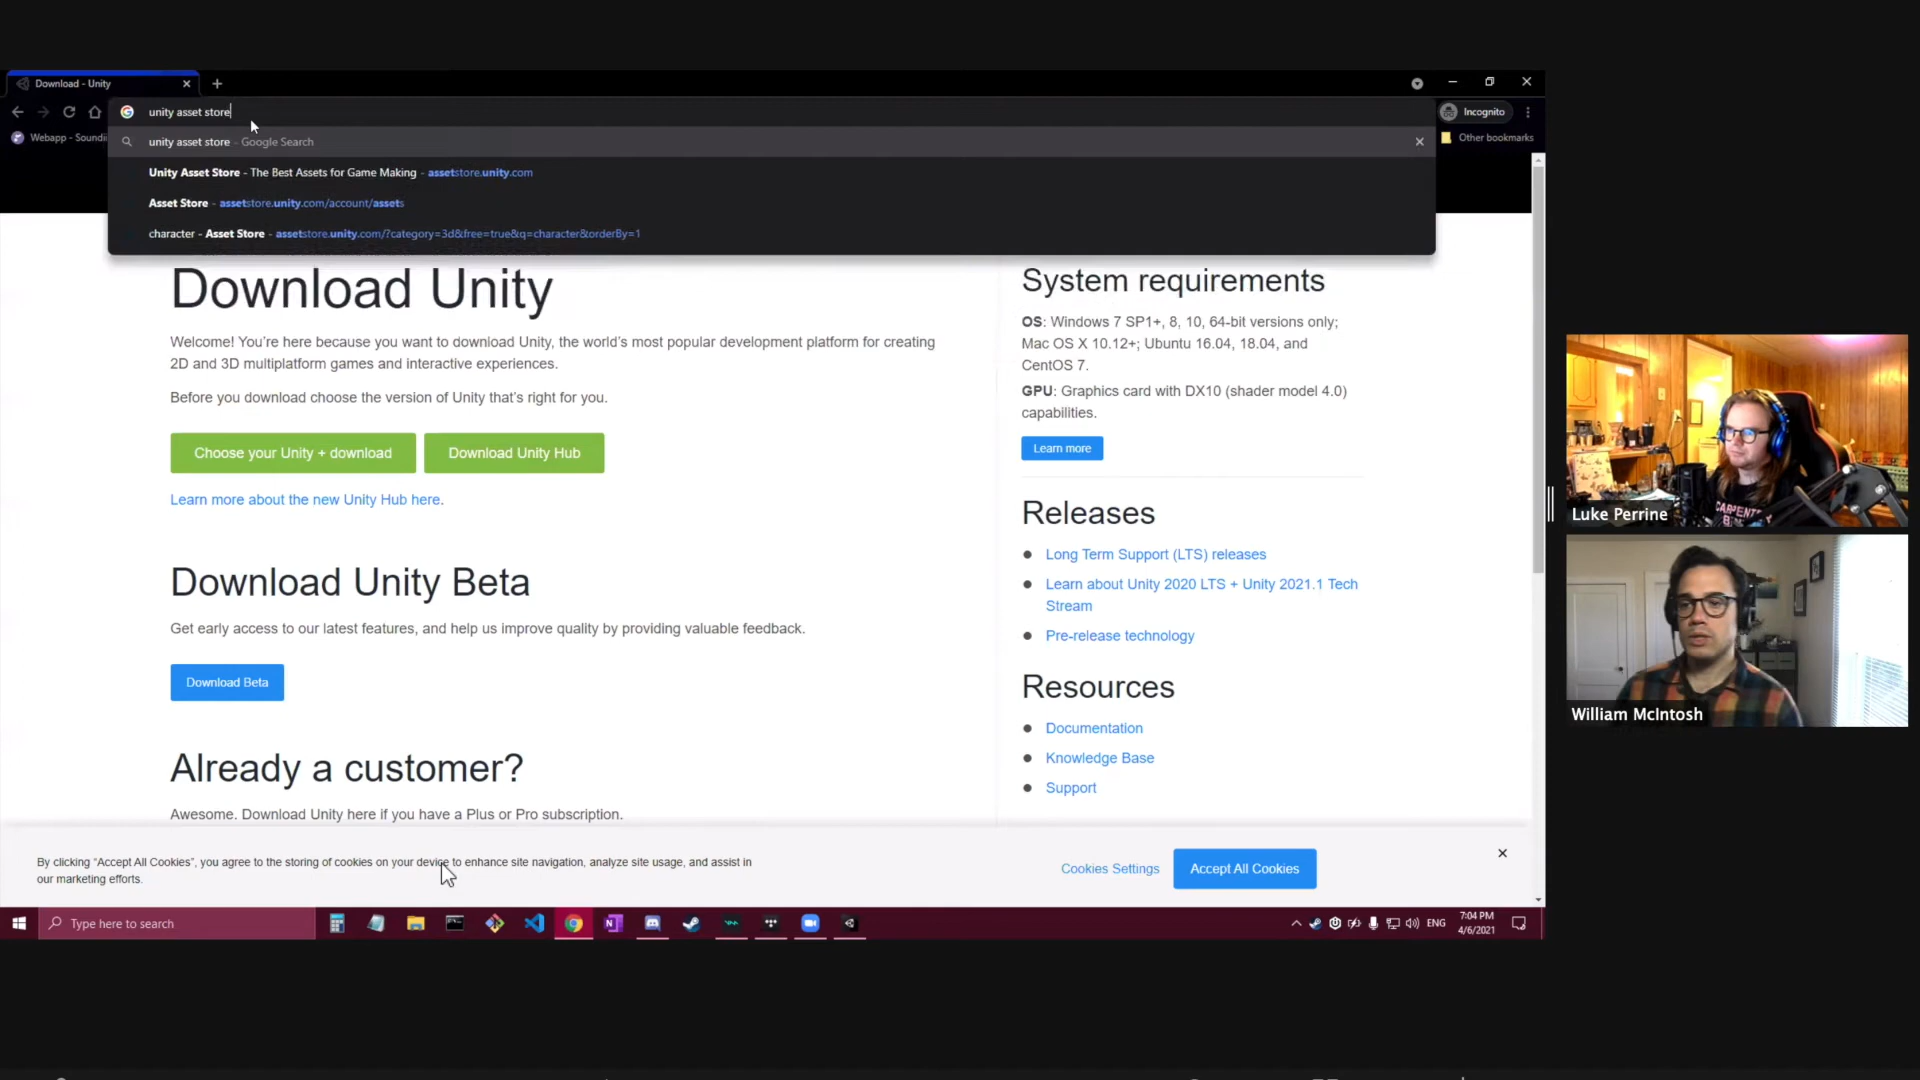 Download - Unity
unity asset store
Incognito
Webapp - Soundii
Other bookmarks
unity asset store - Google Search
Unity Asset Store - The Best Assets for Game Making - assetstore.unity.com
Asset Store - assetstore.unity.com/account/assets
character - Asset Store - assetstore.unity.com/?category=3d&free=true&q=character&orderBy=1
Download Unity
Welcome! You're here because you want to download Unity, the world's most popular development platform for creating
2D and 3D multiplatform games and interactive experiences.
Before you download choose the version of Unity that's right for you.
Choose your Unity + download
Download Unity Hub
Learn more about the new Unity Hub here.
Download Unity Beta
Get early access to our latest features, and help us improve quality by providing valuable feedback.
Download Beta
Already a customer?
Awesome. Download Unity here if you have a Plus or Pro subscription.
System requirements
OS: Windows 7 SP1+, 8, 10, 64-bit versions only;
Mac OS X 10.12+; Ubuntu 16.04, 18.04, and
CentOS 7.
GPU: Graphics card with DX10 (shader model 4.0)
capabilities.
Learn more
Releases
Long Term Support (LTS) releases
Learn about Unity 2020 LTS + Unity 2021.1 Tech
Stream
Pre-release technology
Resources
Documentation
Knowledge Base
Support
By clicking "Accept All Cookies", you agree to the storing of cookies on your device to enhance site navigation, analyze site usage, and assist in
our marketing efforts.
Cookies Settings
Accept All Cookies
Type here to search
ENG
7:04 PM
4/6/2021
CARPENTER
Luke Perrine
William McIntosh